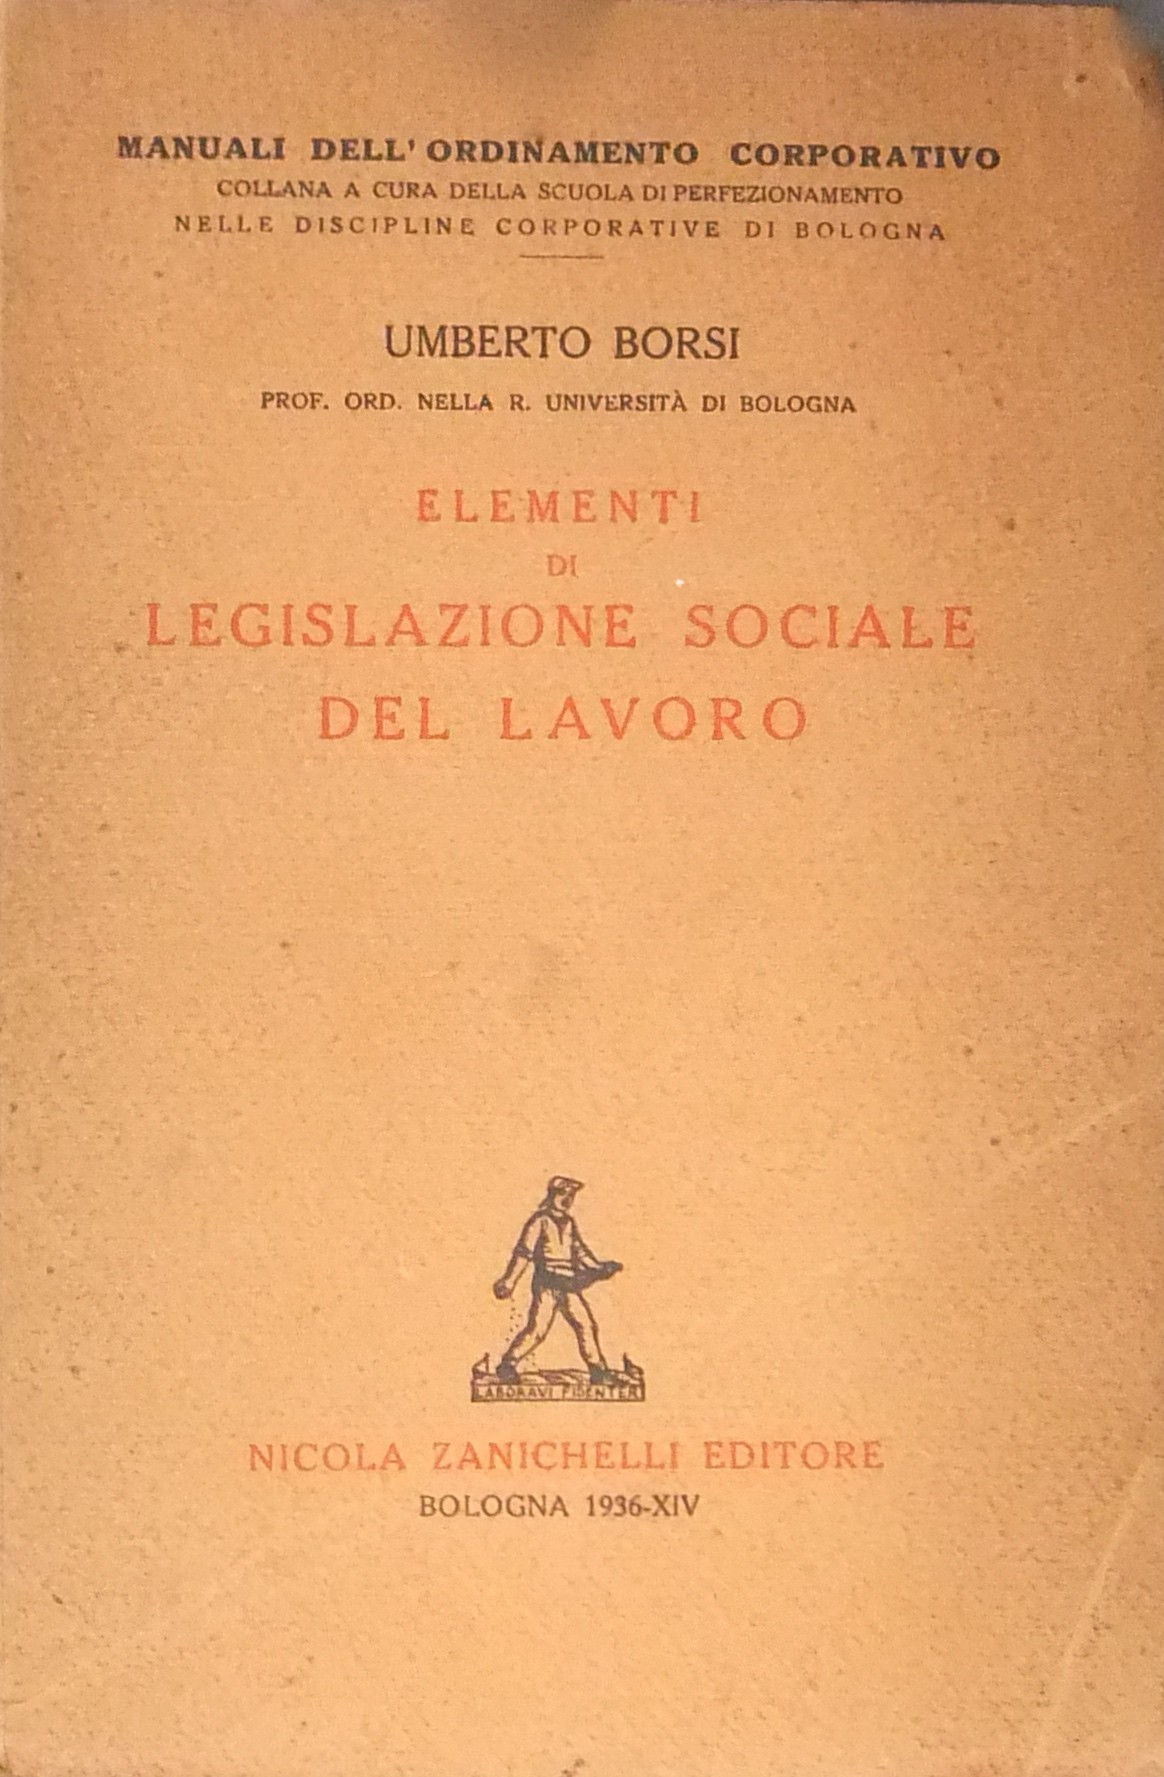 MANUALI DELL' ORDINAMENTO CORPORATIVO
COLLANA A CURA DELLA SCUOLA DI PERFEZIONAMENTO
NELLE DISCIPLINE CORPORATIVE DI BOLOGNA
UMBERTO BORSI
PROF. ORD. NELLA R. UNIVERSITÀ DI BOLOGNA
ELEMENTI
DI
LEGISLAZIONE SOCIALE
DEL LAVORO
LABORAVI FIDENTER
NICOLA ZANICHELLI EDITORE
BOLOGNA 1936-XIV